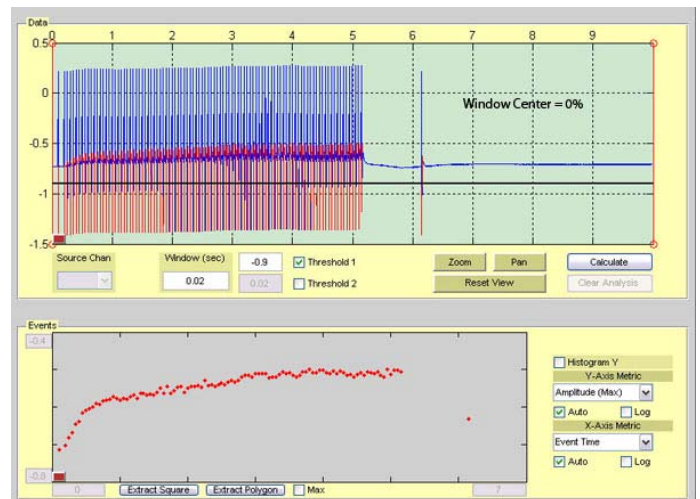 Data
0 1 2 3 4 5 6 7 8 9
0.5
0
-0.5
-1
-1.5
Window Center = 0%
Source Chan Window (sec) -0.9 Threshold 1 Zoom Pan Calculate
0.02 0.02 Threshold 2 Reset View Clear Analysis
Events
-0.4
Histogram Y
Y-Axis Metric
Amplitude (Max)
Auto Log
X-Axis Metric
Event Time
Auto Log
-0.8
0 Extract Square Extract Polygon Max 7